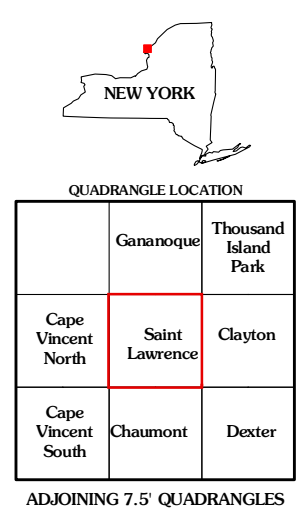 NEW YORK
QUADRANGLE LOCATION
Gananoque
Thousand
Island
Park
Cape
Vincent
North
Saint
Lawrence
Clayton
Cape
Vincent
South
Chaumont
Dexter
ADJOINING 7.5' QUADRANGLES